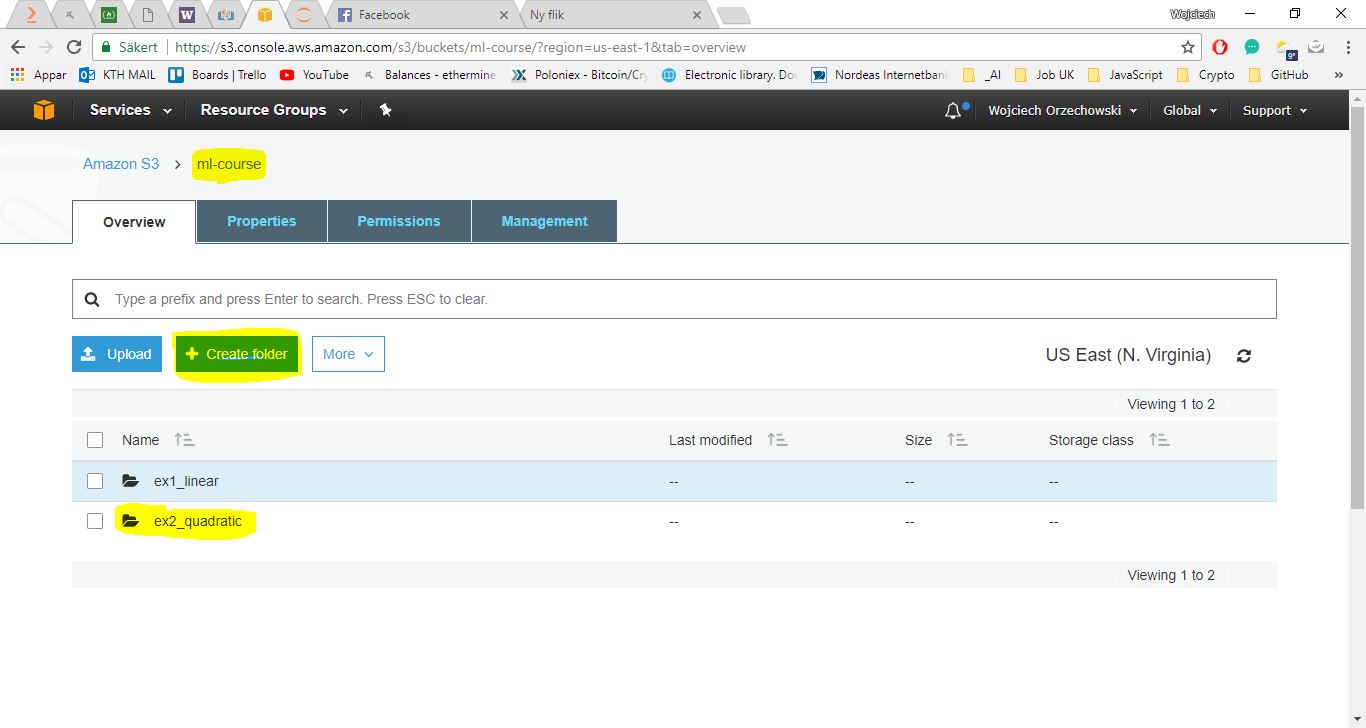 Wojciech
Facebook
Ny flik
Säkert https://s3.console.aws.amazon.com/s3/buckets/ml-course/?region=us-east-1&tab=overview
9°
Appar KTH MAIL Boards | Trello YouTube Balances - ethermine Poloniex - Bitcoin/Cry Electronic library. Do Nordeas Internetban _AI Job UK JavaScript Crypto GitHub »
Services Resource Groups Wojciech Orzechowski Global Support
Amazon S3 > ml-course
Overview Properties Permissions Management
Type a prefix and press Enter to search. Press ESC to clear.
Upload + Create folder More US East (N. Virginia)
Viewing 1 to 2
Name Last modified Size Storage class
ex1_linear -- -- --
ex2_quadratic -- -- --
Viewing 1 to 2